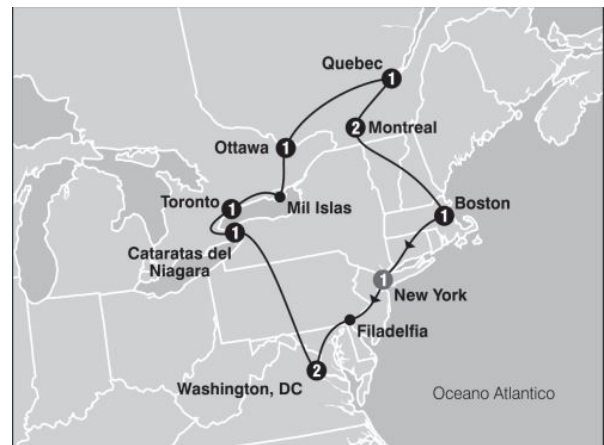 Quebec
1
2
Montreal
Ottawa
1
Toronto
1
Mil Islas
1
Boston
1
Cataratas del
Niagara
1
New York
Filadelfia
2
Washington, DC
Oceano Atlantico